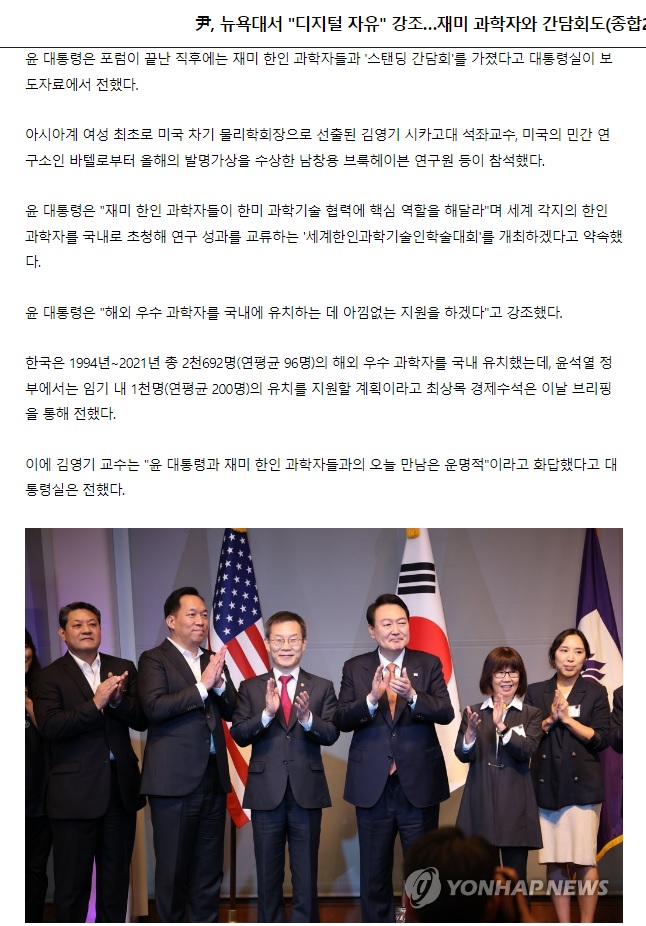 尹, 뉴욕대서 "디지털 자유" 강조…재미 과학자와 간담회도(종합2
윤 대통령은 포럼이 끝난 직후에는 재미 한인 과학자들과 '스탠딩 간담회'를 가졌다고 대통령실이 보
도자료에서 전했다.
아시아계 여성 최초로 미국 차기 물리학회장으로 선출된 김영기 시카고대 석좌교수, 미국의 민간 연
구소인 바텔로부터 올해의 발명가상을 수상한 남창용 브룩헤이븐 연구원 등이 참석했다.
윤 대통령은 "재미 한인 과학자들이 한미 과학기술 협력에 핵심 역할을 해달라"며 세계 각지의 한인
과학자를 국내로 초청해 연구 성과를 교류하는 '세계한인과학기술인학술대회'를 개최하겠다고 약속했
다.
윤 대통령은 "해외 우수 과학자를 국내에 유치하는 데 아낌없는 지원을 하겠다"고 강조했다.
한국은 1994년~2021년 총 2천692명(연평균 96명)의 해외 우수 과학자를 국내 유치했는데, 윤석열 정
부에서는 임기 내 1천명(연평균 200명)의 유치를 지원할 계획이라고 최상목 경제수석은 이날 브리핑
을 통해 전했다.
이에 김영기 교수는 "윤 대통령과 재미 한인 과학자들과의 오늘 만남은 운명적"이라고 화답했다고 대
통령실은 전했다.
YONHAP NEWS